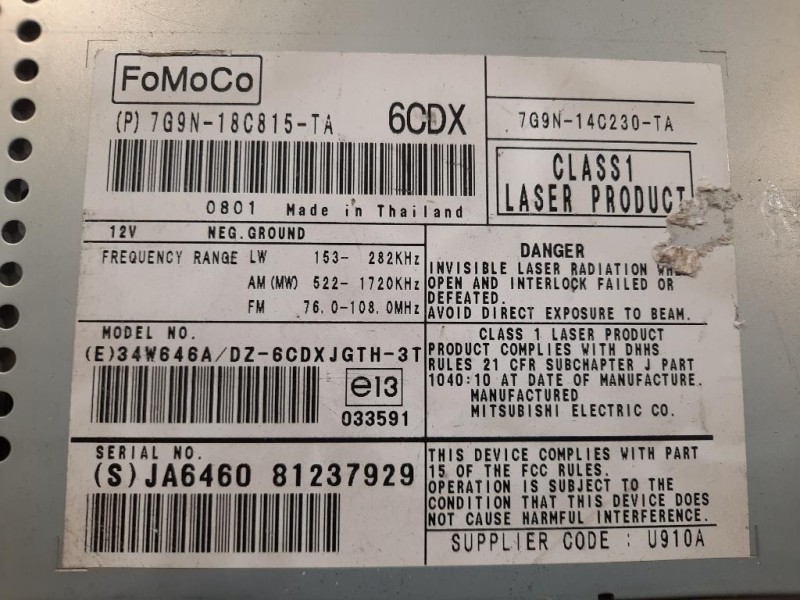 FoMoCo
(P) 7G9N-18C815-TA 6CDX
7G9N-14C230-TA
CLASS1
LASER PRODUCT
0801 Made in Thailand
12V NEG.GROUND
FREQUENCY RANGE LW 153- 282KHz
AM (MW) 522- 1720KHz
FM 76.0-108.0MHz
DANGER
INVISIBLE LASER RADIATION
OPEN AND INTERLOCK FAILED OR
DEFEATED.
AVOID DIRECT EXPOSURE TO BEAM.
MODEL NO.
(E)34W646A/DZ-6CDXJGTH-3T
e13
033591
CLASS 1 LASER PRODUCT
PRODUCT COMPLIES WITH DHHS
RULES 21 CFR SUBCHAPTER J PART
1040:10 AT DATE OF MANUFACTURE.
MANUFACTURED
MITSUBISHI ELECTRIC CO.
SERIAL NO.
(S)JA6460 81237929
THIS DEVICE COMPLIES WITH PART
15 OF THE FCC RULES.
OPERATION IS SUBJECT TO THE
CONDITION THAT THIS DEVICE DOES
NOT CAUSE HARMFUL INTERFERENCE.
SUPPLIER CODE : U910A